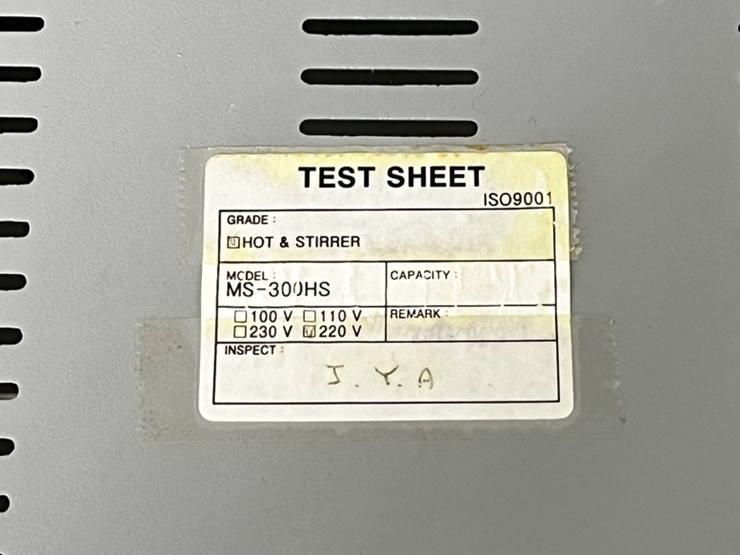 TEST SHEET
ISO9001
GRADE :
☑HOT & STIRRER
MODEL :
MS-300HS
CAPACITY :
☐100 V ☐110 V
☐230 V ☑220 V
REMARK :
INSPECT :
J.Y.A